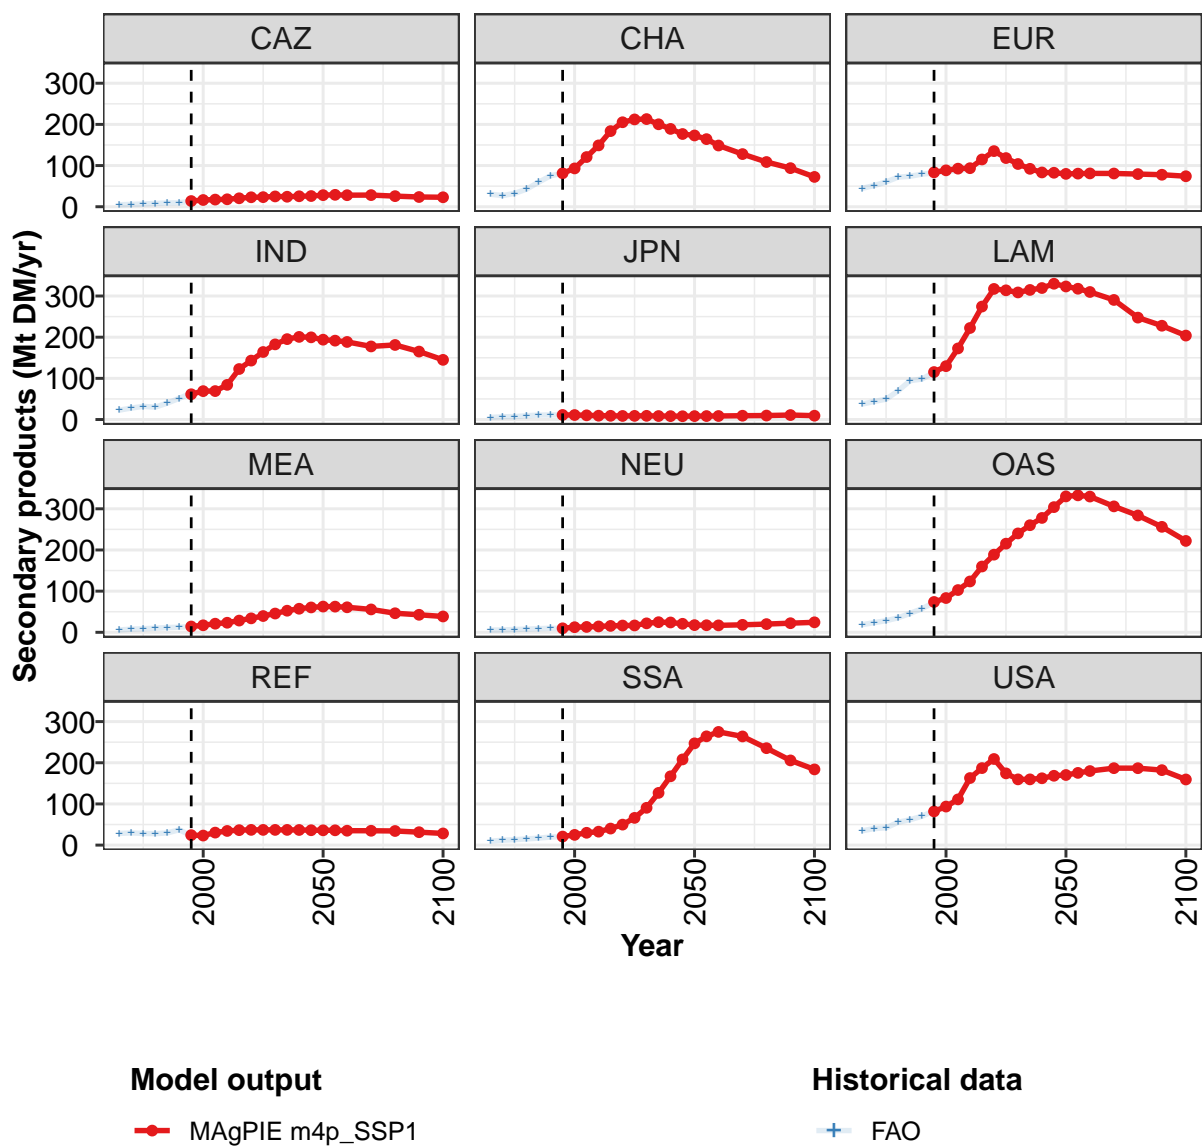 CAZ CHA EUR
300
200
100
0
IND JPN LAM
300
200
100
0
MEA NEU OAS
300
200
100
0
REF SSA USA
300
200
100
0
Secondary products (Mt DM/yr)
2000 2050 2100 2000 2050 2100 2000 2050 2100
Year
Model output Historical data
MAgPIE m4p_SSP1 FAO